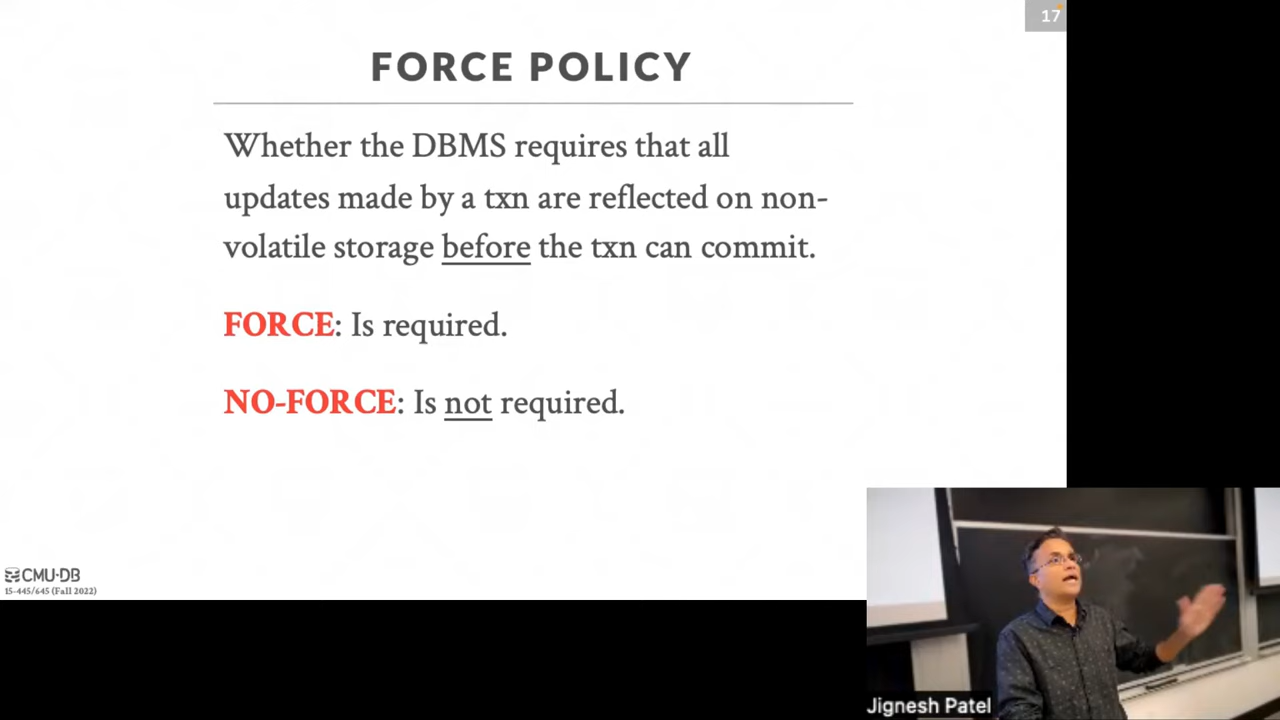 17
FORCE POLICY
Whether the DBMS requires that all
updates made by a txn are reflected on non-
volatile storage before the txn can commit.
FORCE: Is required.
NO-FORCE: Is not required.
CMU·DB
15-445/645 (Fall 2022)
Jignesh Patel